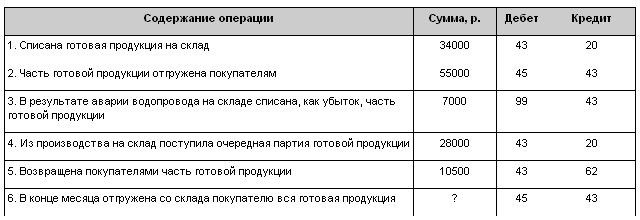 Содержание операции Сумма, р. Дебет Кредит
1. Списана готовая продукция на склад 34000 43 20
2. Часть готовой продукции отгружена покупателям 55000 45 43
3. В результате аварии водопровода на складе списана, как убыток, часть 7000 99 43
готовой продукции
4. Из производства на склад поступила очередная партия готовой продукции 28000 43 20
5. Возвращена покупателями часть готовой продукции 10500 43 62
6. В конце месяца отгружена со склада покупателю вся готовая продукция ? 45 43